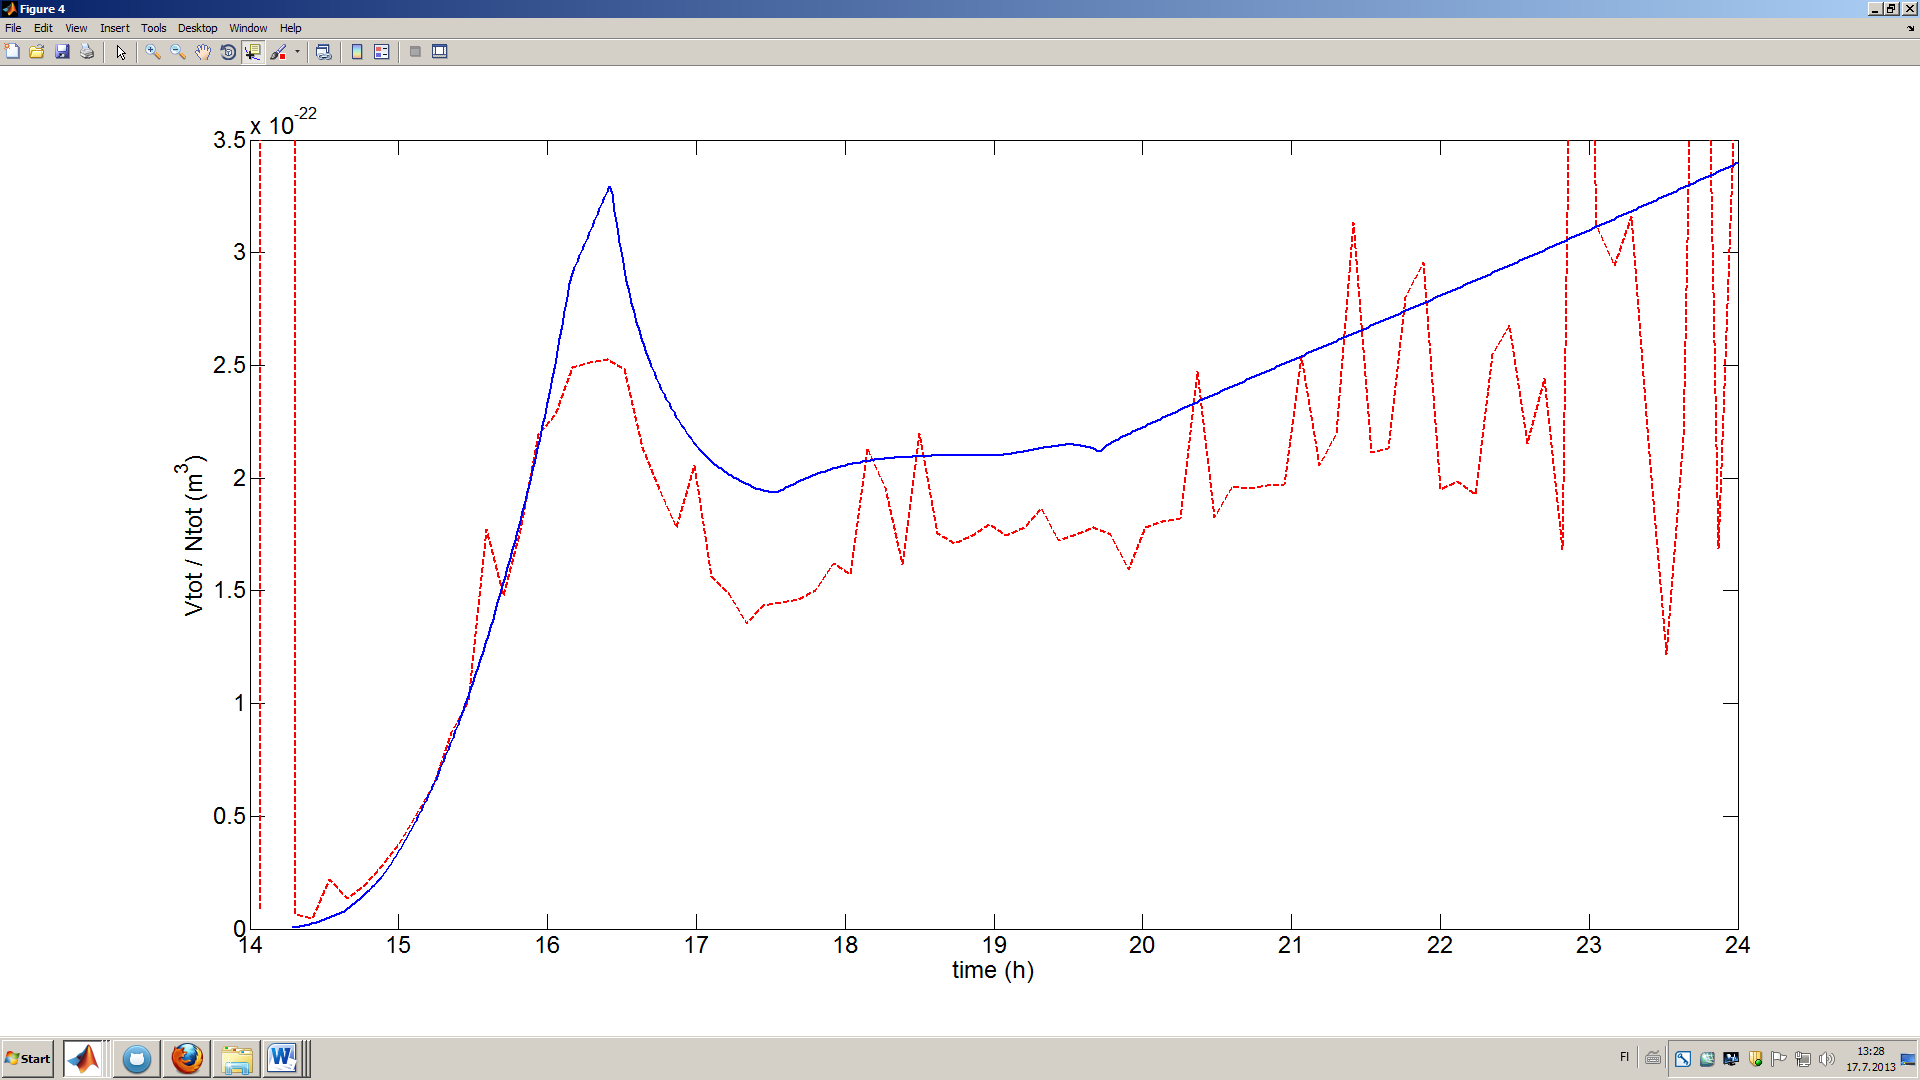 Figure 4
File Edit View Insert Tools Desktop Window Help
x 10-22
3.5
3
2.5
2
1.5
1
0.5
0
Vtot / Ntot (m3)
14 15 16 17 18 19 20 21 22 23 24
time (h)
Start
FI
13:28
17.7.2013